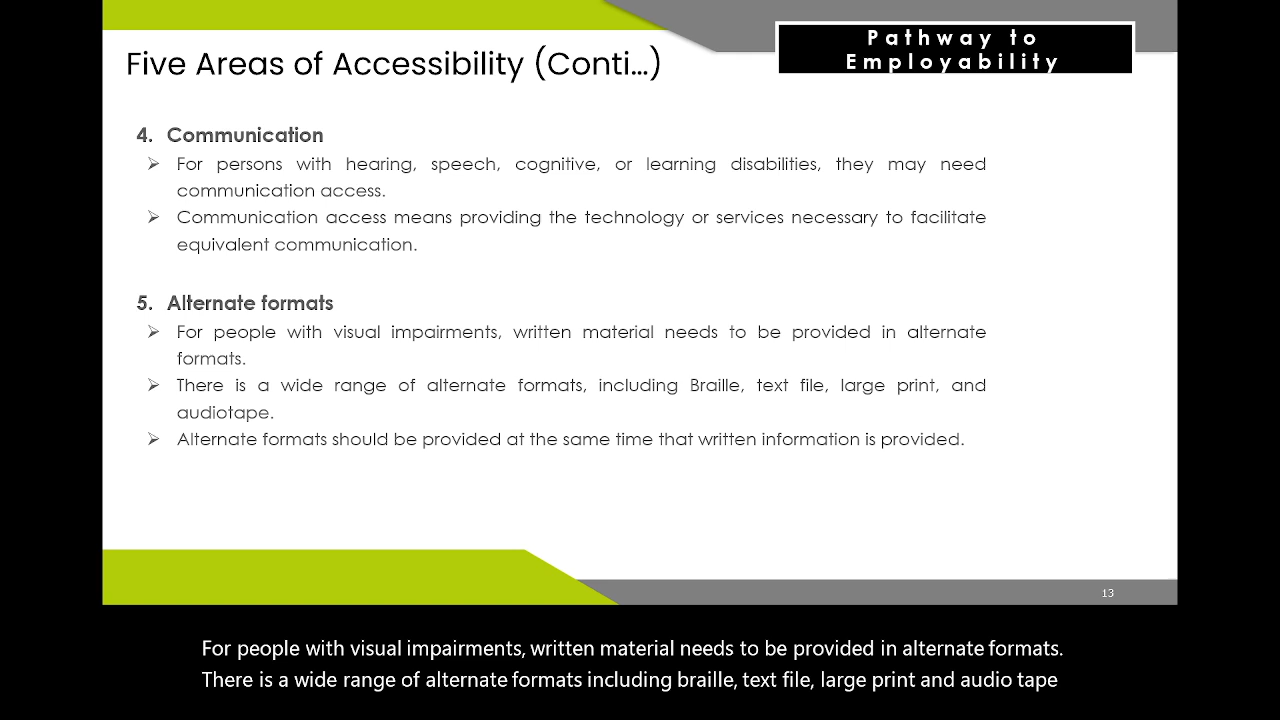 Pathway to
Employability
Five Areas of Accessibility (Conti...)
4. Communication
➢ For persons with hearing, speech, cognitive, or learning disabilities, they may need
communication access.
➢ Communication access means providing the technology or services necessary to facilitate
equivalent communication.
5. Alternate formats
➢ For people with visual impairments, written material needs to be provided in alternate
formats.
➢ There is a wide range of alternate formats, including Braille, text file, large print, and
audiotape.
➢ Alternate formats should be provided at the same time that written information is provided.
13
For people with visual impairments, written material needs to be provided in alternate formats.
There is a wide range of alternate formats including braille, text file, large print and audio tape